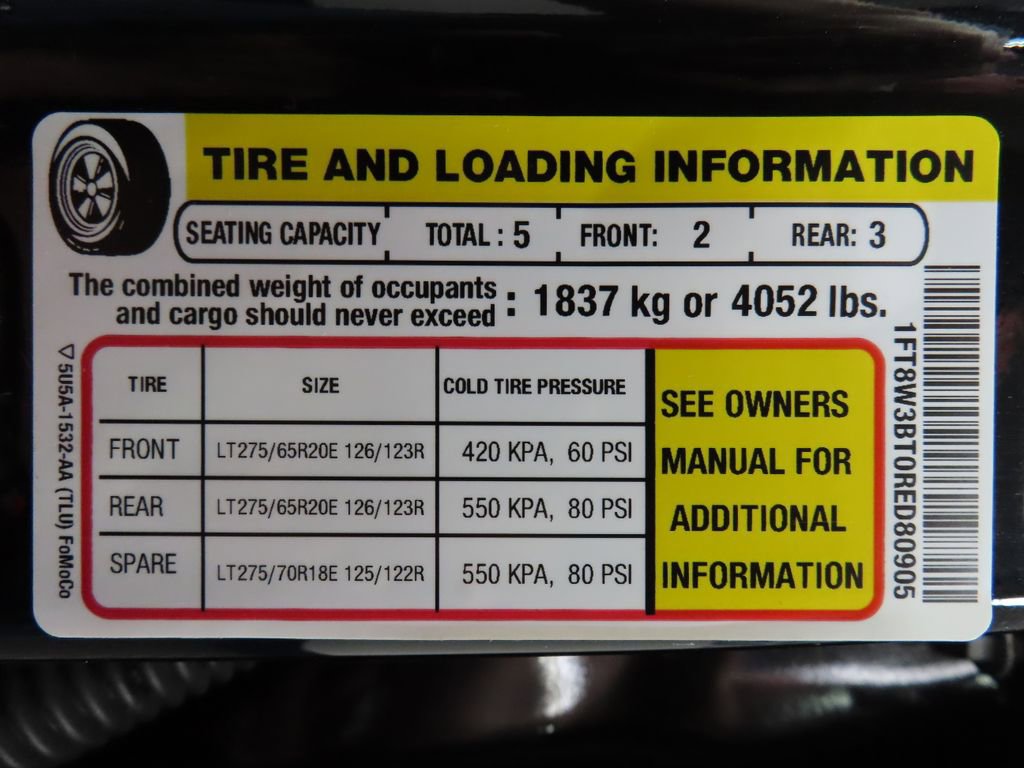 TIRE AND LOADING INFORMATION
SEATING CAPACITY TOTAL : 5 FRONT: 2 REAR: 3
The combined weight of occupants
and cargo should never exceed : 1837 kg or 4052 lbs.
TIRE SIZE COLD TIRE PRESSURE
FRONT LT275/65R20E 126/123R 420 KPA, 60 PSI
REAR LT275/65R20E 126/123R 550 KPA, 80 PSI
SPARE LT275/70R18E 125/122R 550 KPA, 80 PSI
SEE OWNERS
MANUAL FOR
ADDITIONAL
INFORMATION
1FT8W3BT0RED80905
▽5U5A-1532-AA (TLU) FoMoCo